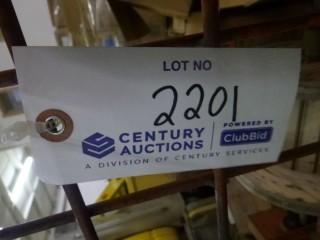 LOT NO
2201
CENTURY
AUCTIONS
POWERED BY
ClubBid
A DIVISION OF CENTURY SERVICES